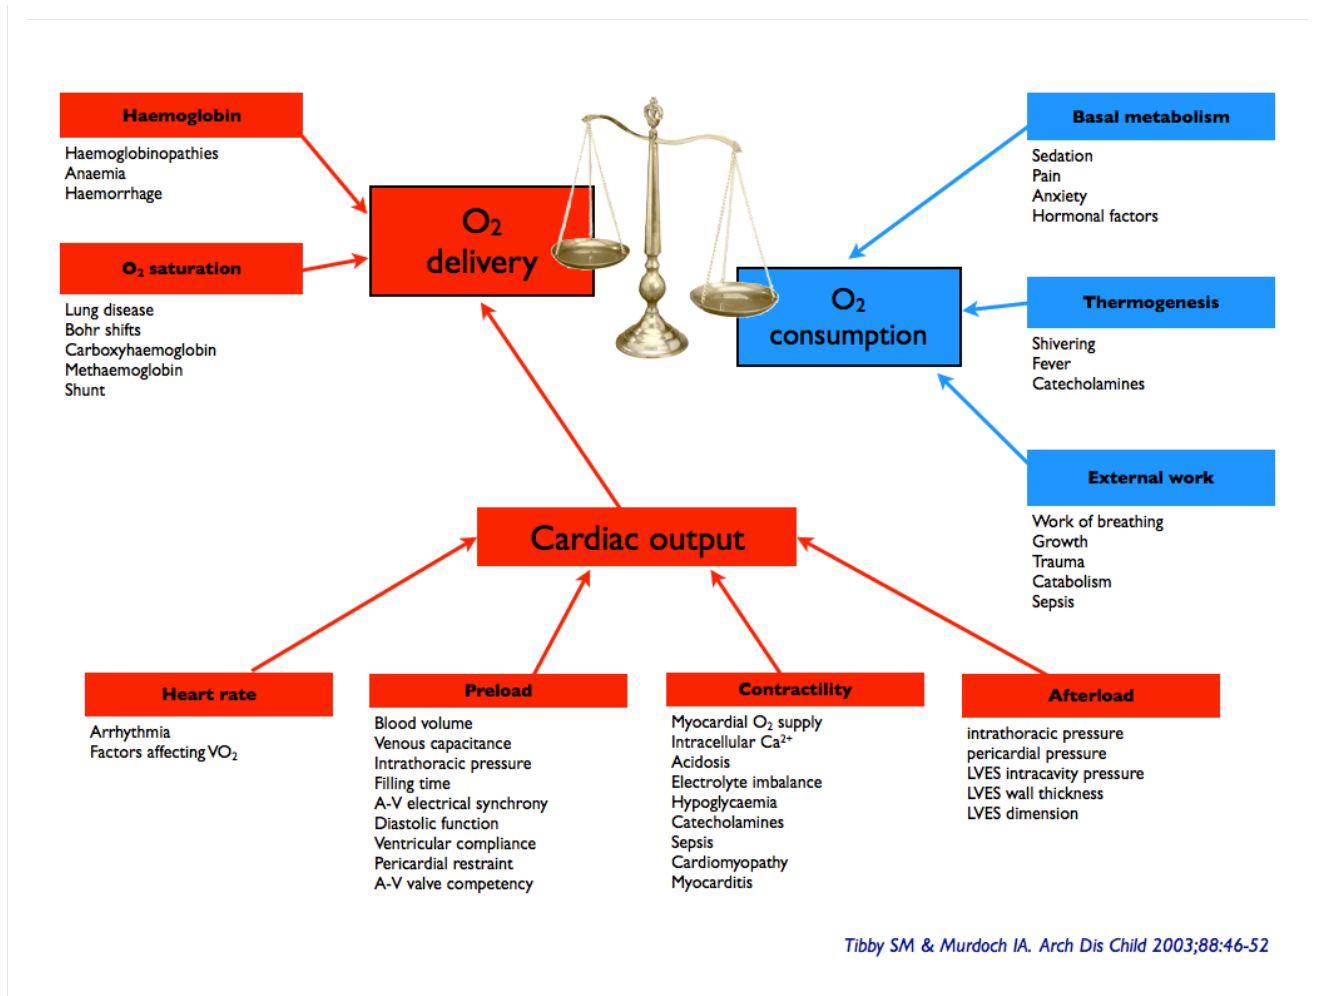 Haemoglobin
Haemoglobinopathies
Anaemia
Haemorrhage
O₂ saturation
Lung disease
Bohr shifts
Carboxyhaemoglobin
Methaemoglobin
Shunt
O₂
delivery
O₂
consumption
Basal metabolism
Sedation
Pain
Anxiety
Hormonal factors
Thermogenesis
Shivering
Fever
Catecholamines
External work
Work of breathing
Growth
Trauma
Catabolism
Sepsis
Cardiac output
Heart rate
Arrhythmia
Factors affecting VO₂
Preload
Blood volume
Venous capacitance
Intrathoracic pressure
Filling time
A-V electrical synchrony
Diastolic function
Ventricular compliance
Pericardial restraint
A-V valve competency
Contractility
Myocardial O₂ supply
Intracellular Ca²⁺
Acidosis
Electrolyte imbalance
Hypoglycaemia
Catecholamines
Sepsis
Cardiomyopathy
Myocarditis
Afterload
intrathoracic pressure
pericardial pressure
LVES intracavity pressure
LVES wall thickness
LVES dimension
Tibby SM & Murdoch IA. Arch Dis Child 2003;88:46-52